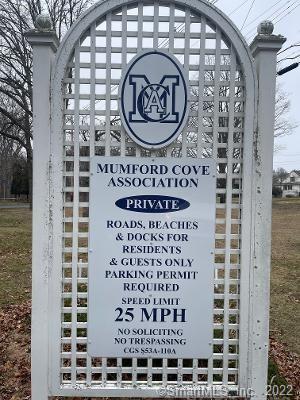 MCA
MUMFORD COVE
ASSOCIATION
PRIVATE
ROADS, BEACHES
& DOCKS FOR
RESIDENTS
& GUESTS ONLY
PARKING PERMIT
REQUIRED
SPEED LIMIT
25 MPH
NO SOLICITING
NO TRESPASSING
CGS §53A-110A
©SmartMLS, Inc. 2022